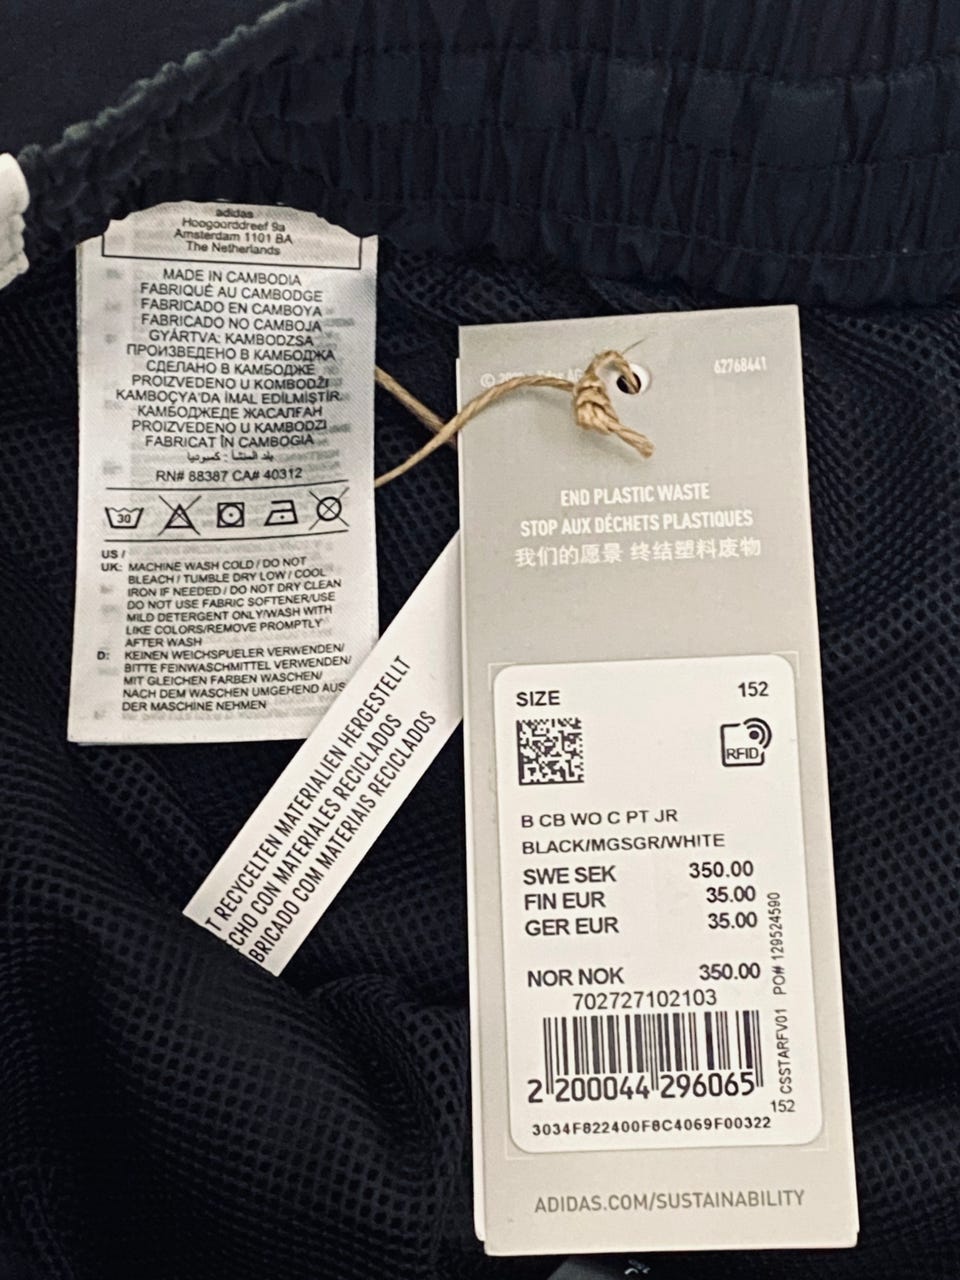 adidas
Hoogoorddreef 9a
Amsterdam 1101 BA
The Netherlands
MADE IN CAMBODIA
FABRIQUÉ AU CAMBODGE
FABRICADO EN CAMBOYA
FABRICADO NO CAMBOJA
GYÁRTVA: KAMBODZSA
ПРОИЗВЕДЕНО В КАМБОДЖА
СДЕЛАНО В КАМБОДЖЕ
PROIZVEDENO U KOMBODŽI
KAMBOÇYA'DA İMAL EDİLMİŞTİR.
КАМБОДЖЕДЕ ЖАСАЛҒАН
PROIZVEDENO U KAMBODZI
FABRICAT ÎN CAMBOGIA
بلد المنشأ : كمبوديا
RN# 88387 CA# 40312
30
US /
UK: MACHINE WASH COLD / DO NOT
BLEACH / TUMBLE DRY LOW / COOL
IRON IF NEEDED / DO NOT DRY CLEAN
DO NOT USE FABRIC SOFTENER/USE
MILD DETERGENT ONLY/WASH WITH
LIKE COLORS/REMOVE PROMPTLY
AFTER WASH
D: KEINEN WEICHSPUELER VERWENDEN/
BITTE FEINWASCHMITTEL VERWENDEN/
MIT GLEICHEN FARBEN WASCHEN/
NACH DEM WASCHEN UMGEHEND AUS
DER MASCHINE NEHMEN
T RECYCELTEN MATERIALIEN HERGESTELLT
CHO CON MATERIALES RECICLADOS
BRICADO COM MATERIAIS RECICLADOS
©
62768441
END PLASTIC WASTE
STOP AUX DÉCHETS PLASTIQUES
我们的愿景 终结塑料废物
SIZE 152
RFID
B CB WO C PT JR
BLACK/MGSGR/WHITE
SWE SEK 350.00
FIN EUR 35.00
GER EUR 35.00
NOR NOK 350.00
702727102103
2 200044 296065
3034F822400F8C4069F00322
152 CSSTARFV01 PO# 129524590
152
ADIDAS.COM/SUSTAINABILITY